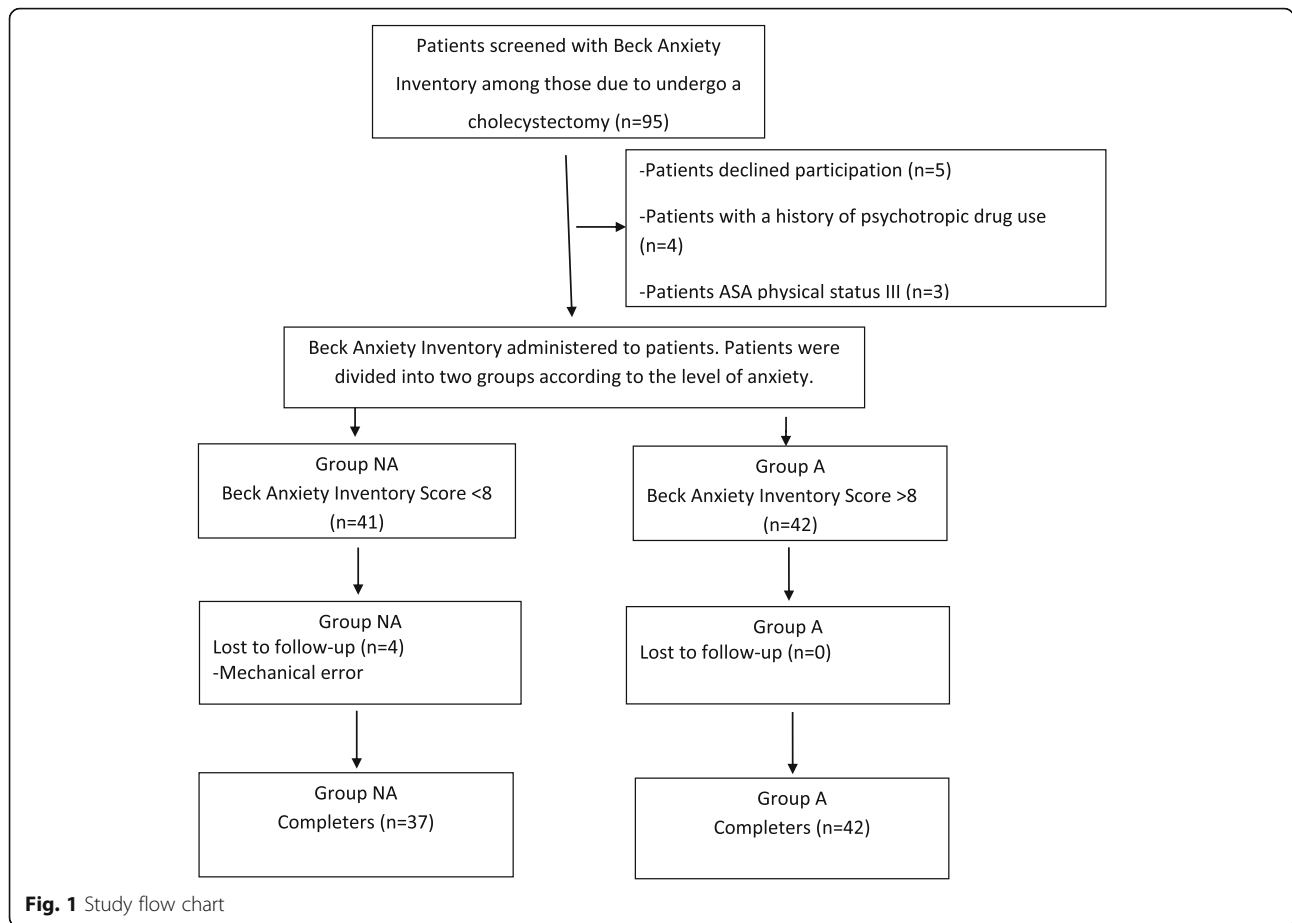 Patients screened with Beck Anxiety
Inventory among those due to undergo a
cholecystectomy (n=95)
-Patients declined participation (n=5)
-Patients with a history of psychotropic drug use
(n=4)
-Patients ASA physical status III (n=3)
Beck Anxiety Inventory administered to patients. Patients were
divided into two groups according to the level of anxiety.
Group NA
Beck Anxiety Inventory Score <8
(n=41)
Group A
Beck Anxiety Inventory Score >8
(n=42)
Group NA
Lost to follow-up (n=4)
-Mechanical error
Group A
Lost to follow-up (n=0)
Group NA
Completers (n=37)
Group A
Completers (n=42)
Fig. 1 Study flow chart